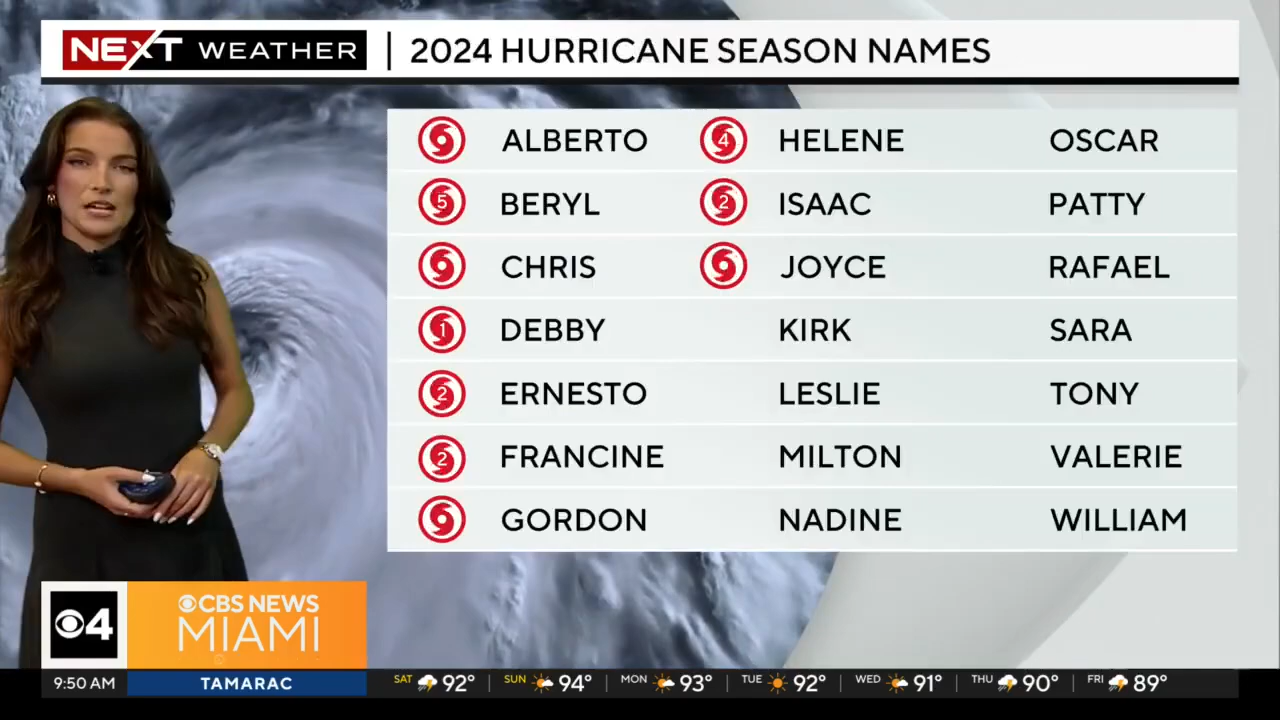 NEXT WEATHER | 2024 HURRICANE SEASON NAMES
ALBERTO 4 HELENE OSCAR
5 BERYL 2 ISAAC PATTY
CHRIS JOYCE RAFAEL
1 DEBBY KIRK SARA
2 ERNESTO LESLIE TONY
2 FRANCINE MILTON VALERIE
GORDON NADINE WILLIAM
4 CBS NEWS
MIAMI
9:50 AM TAMARAC SAT 92° SUN 94° MON 93° TUE 92° WED 91° THU 90° FRI 89°